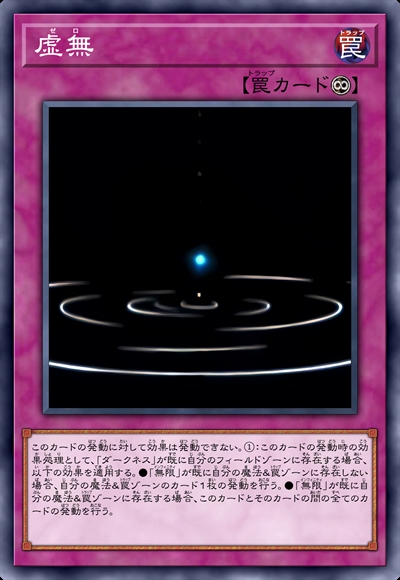 虚無
ゼロ
罠
トラップ
【罠カード♾】
トラップ
このカードの発動に対して効果は発動できない。①:このカードの発動時の効
果処理として、「ダークネス」が既に自分のフィールドゾーンに存在する場合、
以下の効果を適用する。●「無限」が既に自分の魔法&罠ゾーンに存在しない
場合、自分の魔法&罠ゾーンのカード1枚の発動を行う。●「無限」が既に自
分の魔法&罠ゾーンに存在する場合、このカードとそのカードの間の全てのカ
ードの発動を行う。